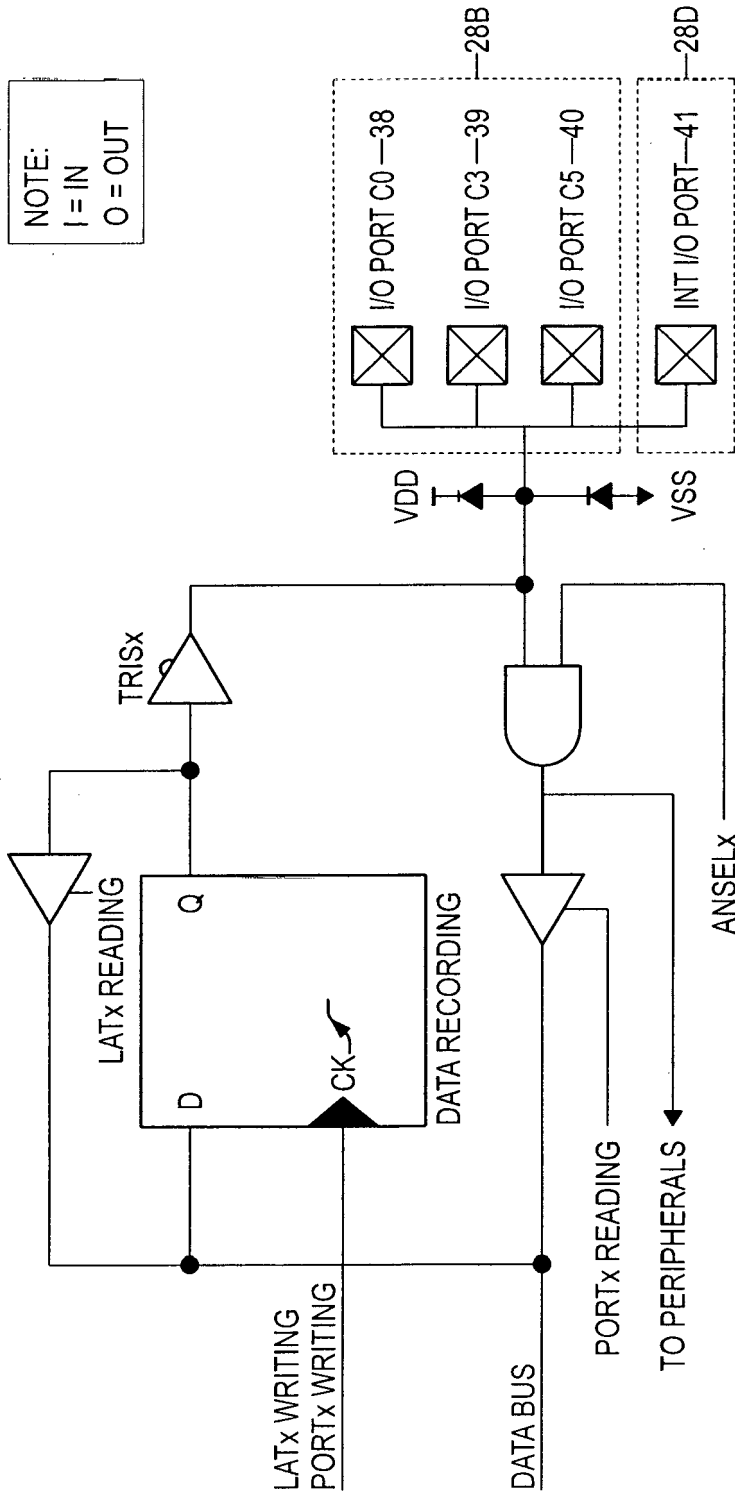 NOTE:
I = IN
O = OUT
TRISx
LATx READING
D
Q
CK
DATA RECORDING
LATx WRITING
PORTx WRITING
DATA BUS
PORTx READING
TO PERIPHERALS
ANSELx
VDD
VSS
I/O PORT C0—38
I/O PORT C3—39
I/O PORT C5—40
28B
INT I/O PORT—41
28D